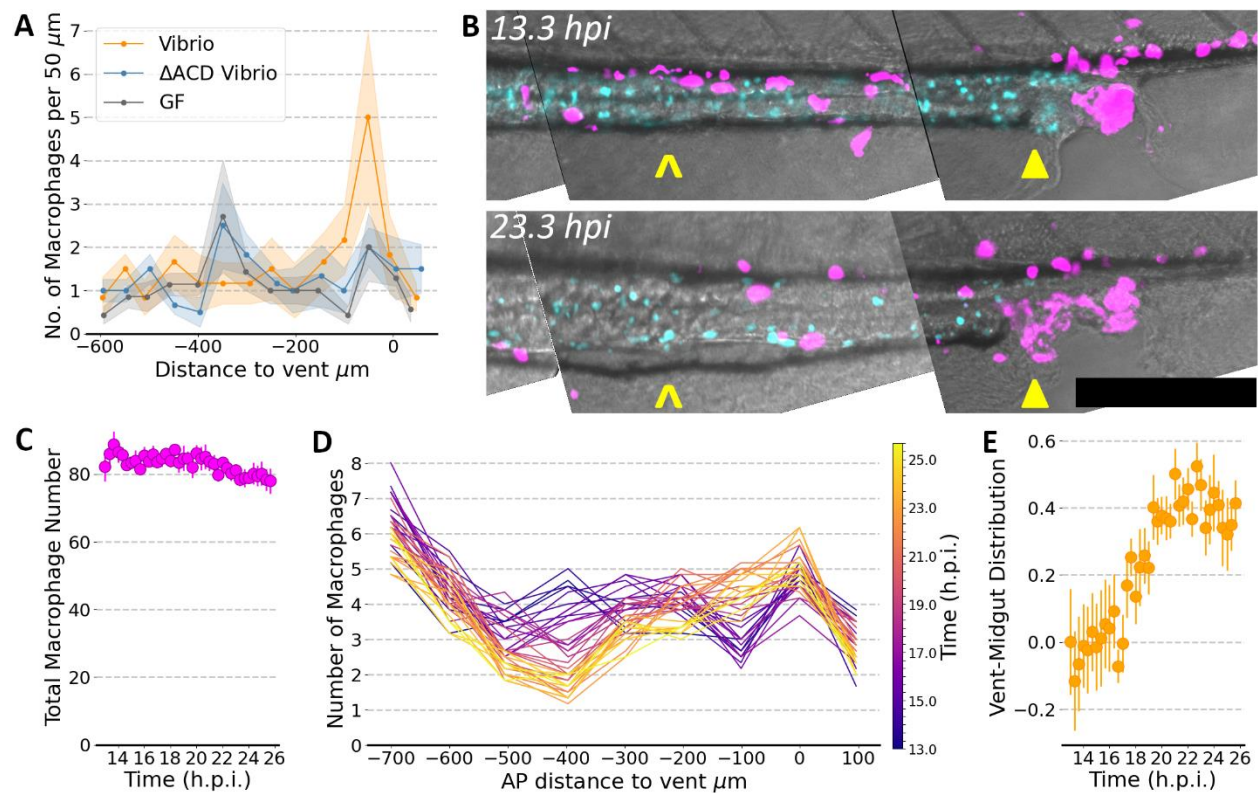 A
No. of Macrophages per 50 μm
7
6
5
4
3
2
1
0
Vibrio
ΔACD Vibrio
GF
−600
−400
−200
0
Distance to vent μm
B
13.3 hpi
^
23.3 hpi
^
C
Total Macrophage Number
80
60
40
20
0
14 16 18 20 22 24 26
Time (h.p.i.)
D
Number of Macrophages
8
7
6
5
4
3
2
1
0
−700 −600 −500 −400 −300 −200 −100 0 100
AP distance to vent μm
25.0
23.0
21.0
19.0
17.0
15.0
13.0
Time (h.p.i.)
E
Vent-Midgut Distribution
0.6
0.4
0.2
0.0
−0.2
14 16 18 20 22 24 26
Time (h.p.i.)